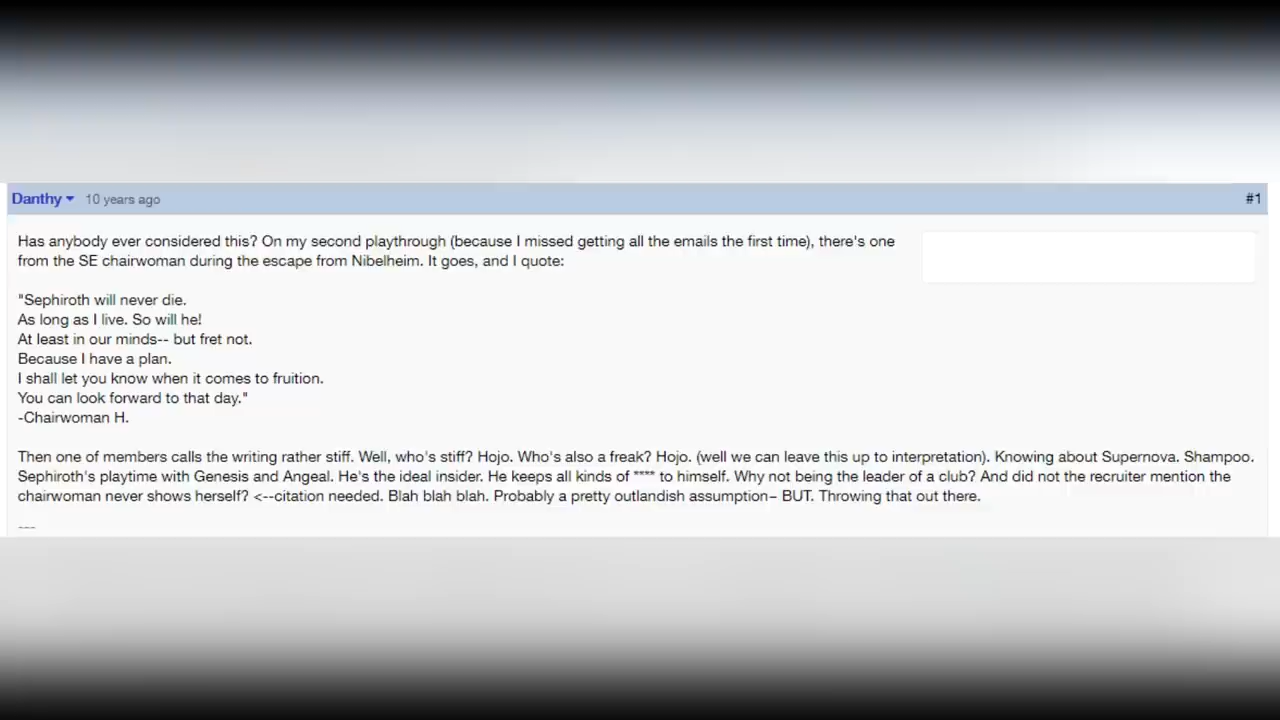 Danthy 10 years ago #1
Has anybody ever considered this? On my second playthrough (because I missed getting all the emails the first time), there's one
from the SE chairwoman during the escape from Nibelheim. It goes, and I quote:
"Sephiroth will never die.
As long as I live. So will he!
At least in our minds-- but fret not.
Because I have a plan.
I shall let you know when it comes to fruition.
You can look forward to that day."
-Chairwoman H.
Then one of members calls the writing rather stiff. Well, who's stiff? Hojo. Who's also a freak? Hojo. (well we can leave this up to interpretation). Knowing about Supernova. Shampoo.
Sephiroth's playtime with Genesis and Angeal. He's the ideal insider. He keeps all kinds of **** to himself. Why not being the leader of a club? And did not the recruiter mention the
chairwoman never shows herself? <--citation needed. Blah blah blah. Probably a pretty outlandish assumption– BUT. Throwing that out there.
---